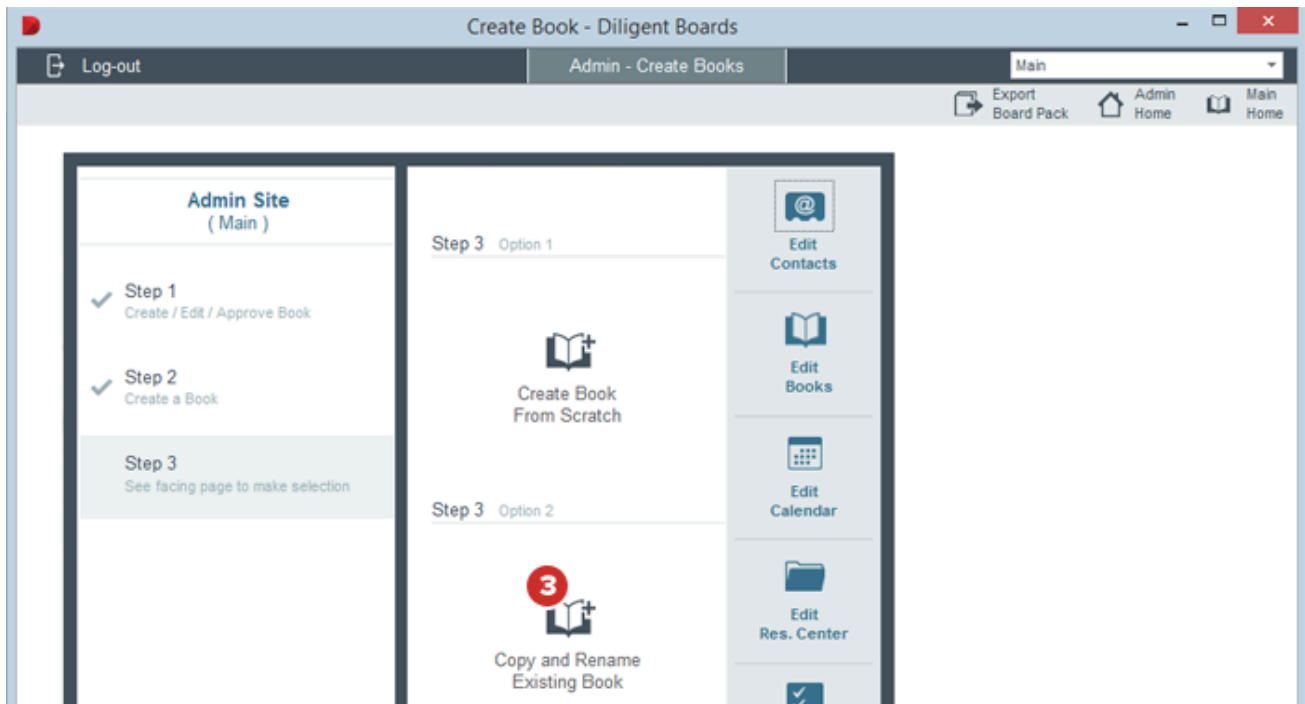 Create Book - Diligent Boards
Log-out
Admin - Create Books
Main
Export
Board Pack
Admin
Home
Main
Home
Admin Site
( Main )
Step 1
Create / Edit / Approve Book
Step 2
Create a Book
Step 3
See facing page to make selection
Step 3 Option 1
Create Book
From Scratch
Step 3 Option 2
3
Copy and Rename
Existing Book
Edit
Contacts
Edit
Books
Edit
Calendar
Edit
Res. Center